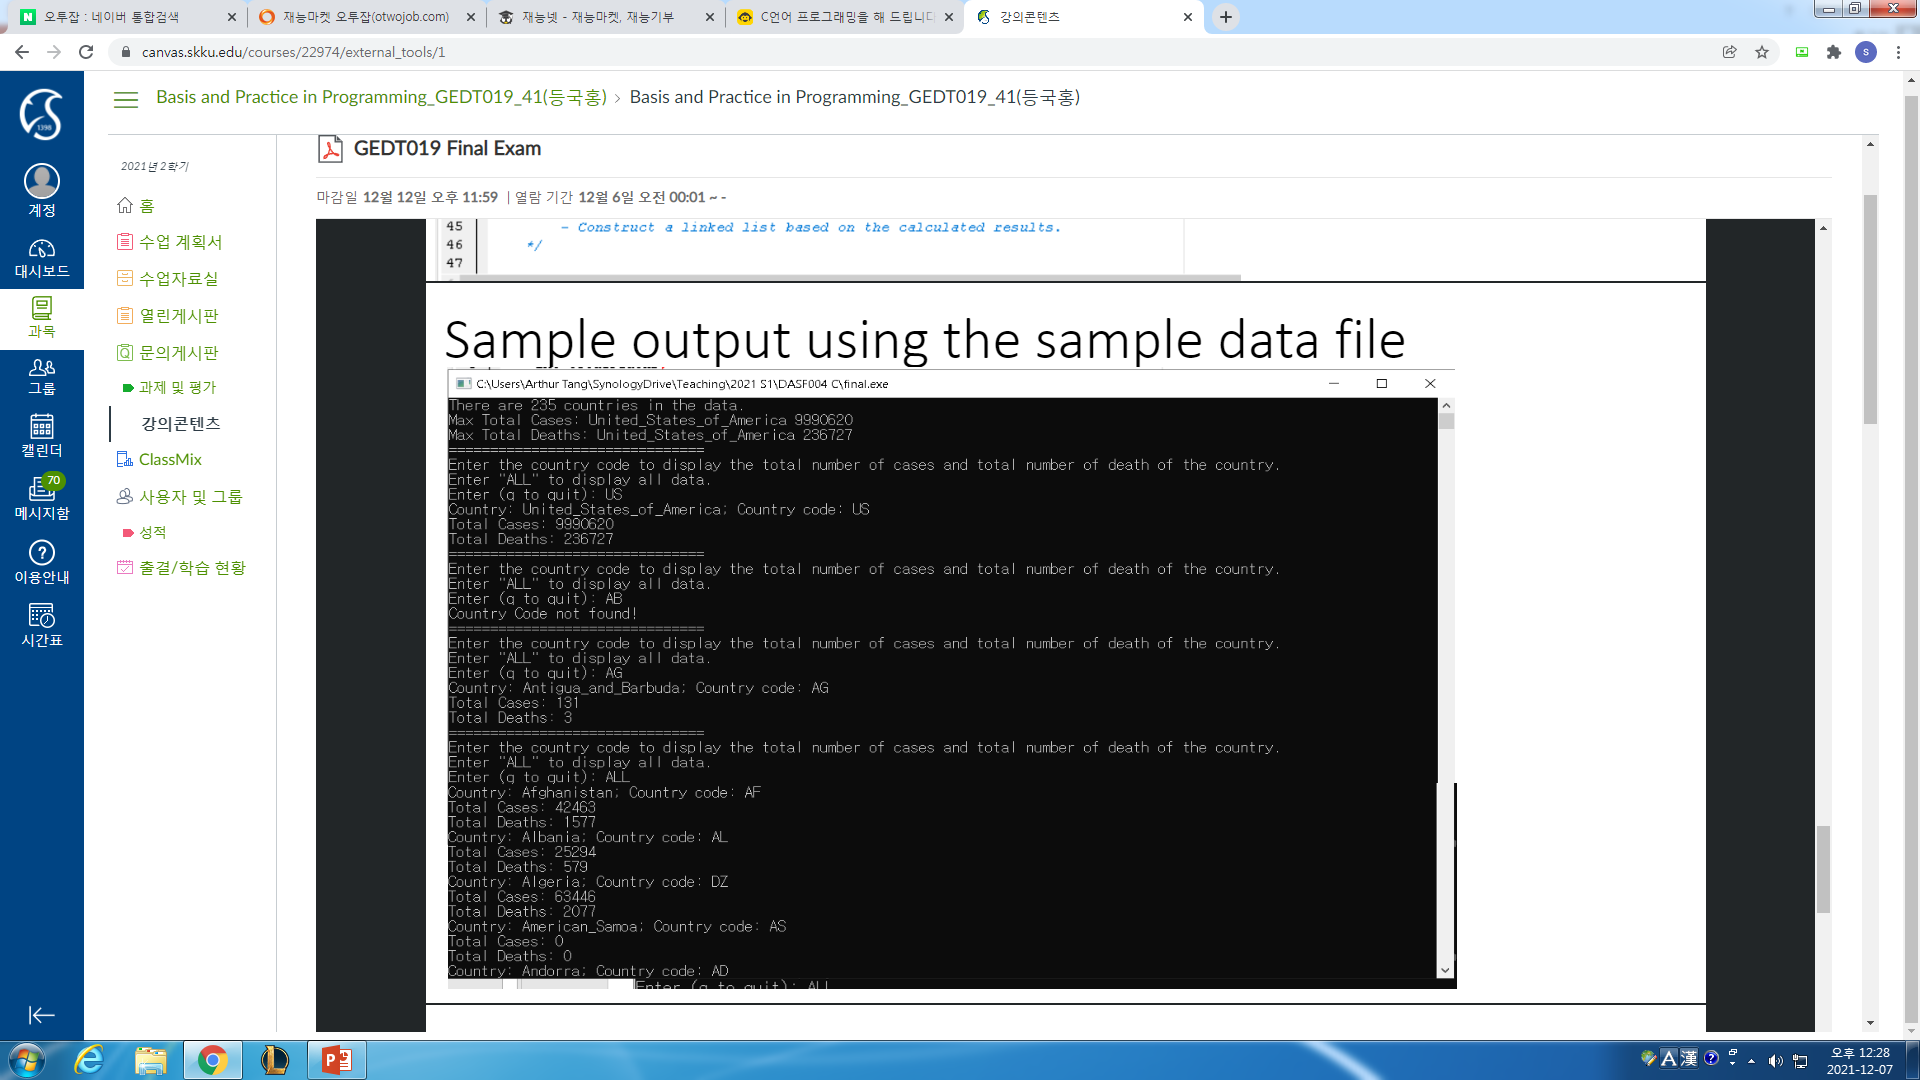 오투잡 : 네이버 통합검색
재능마켓 오투잡(otwojob.com)
재능넷 - 재능마켓, 재능기부
C언어 프로그래밍을 해 드립니다
강의콘텐츠
canvas.skku.edu/courses/22974/external_tools/1
S
Basis and Practice in Programming_GEDT019_41(등국홍) › Basis and Practice in Programming_GEDT019_41(등국홍)
1398
계정
대시보드
과목
그룹
캘린더
70
메시지함
이용안내
시간표
2021년 2학기
홈
수업 계획서
수업자료실
열린게시판
문의게시판
과제 및 평가
강의콘텐츠
ClassMix
사용자 및 그룹
성적
출결/학습 현황
GEDT019 Final Exam
마감일 12월 12일 오후 11:59 | 열람 기간 12월 6일 오전 00:01 ~ -
45 - Construct a linked list based on the calculated results.
46 */
47
Sample output using the sample data file
C:\Users\Arthur Tang\SynologyDrive\Teaching\2021 S1\DASF004 C\final.exe
There are 235 countries in the data.
Max Total Cases: United_States_of_America 9990620
Max Total Deaths: United_States_of_America 236727
===============================
Enter the country code to display the total number of cases and total number of death of the country.
Enter "ALL" to display all data.
Enter (q to quit): US
Country: United_States_of_America; Country code: US
Total Cases: 9990620
Total Deaths: 236727
===============================
Enter the country code to display the total number of cases and total number of death of the country.
Enter "ALL" to display all data.
Enter (q to quit): AB
Country Code not found!
===============================
Enter the country code to display the total number of cases and total number of death of the country.
Enter "ALL" to display all data.
Enter (q to quit): AG
Country: Antigua_and_Barbuda; Country code: AG
Total Cases: 131
Total Deaths: 3
===============================
Enter the country code to display the total number of cases and total number of death of the country.
Enter "ALL" to display all data.
Enter (q to quit): ALL
Country: Afghanistan; Country code: AF
Total Cases: 42463
Total Deaths: 1577
Country: Albania; Country code: AL
Total Cases: 25294
Total Deaths: 579
Country: Algeria; Country code: DZ
Total Cases: 63446
Total Deaths: 2077
Country: American_Samoa; Country code: AS
Total Cases: 0
Total Deaths: 0
Country: Andorra; Country code: AD
Enter (q to quit): ALL
A 漢
오후 12:28
2021-12-07